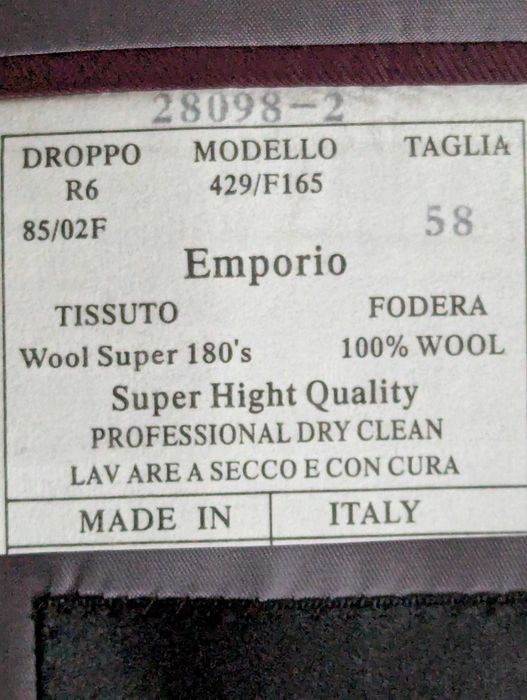 28098-2
DROPPO MODELLO TAGLIA
R6 429/F165
85/02F 58
Emporio
TISSUTO FODERA
Wool Super 180's 100% WOOL
Super Hight Quality
PROFESSIONAL DRY CLEAN
LAV ARE A SECCO E CON CURA
MADE IN ITALY